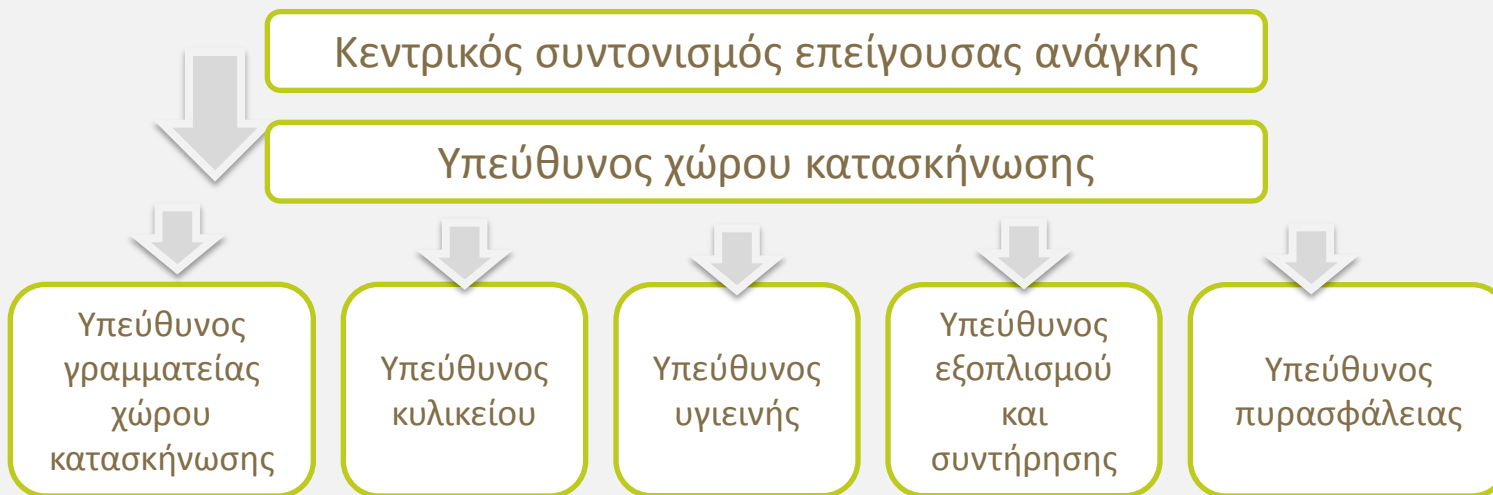 Κεντρικός συντονισμός επείγουσας ανάγκης
Υπεύθυνος χώρου κατασκήνωσης
Υπεύθυνος
γραμματείας
χώρου
κατασκήνωσης
Υπεύθυνος
κυλικείου
Υπεύθυνος
υγιεινής
Υπεύθυνος
εξοπλισμού
και
συντήρησης
Υπεύθυνος
πυρασφάλειας